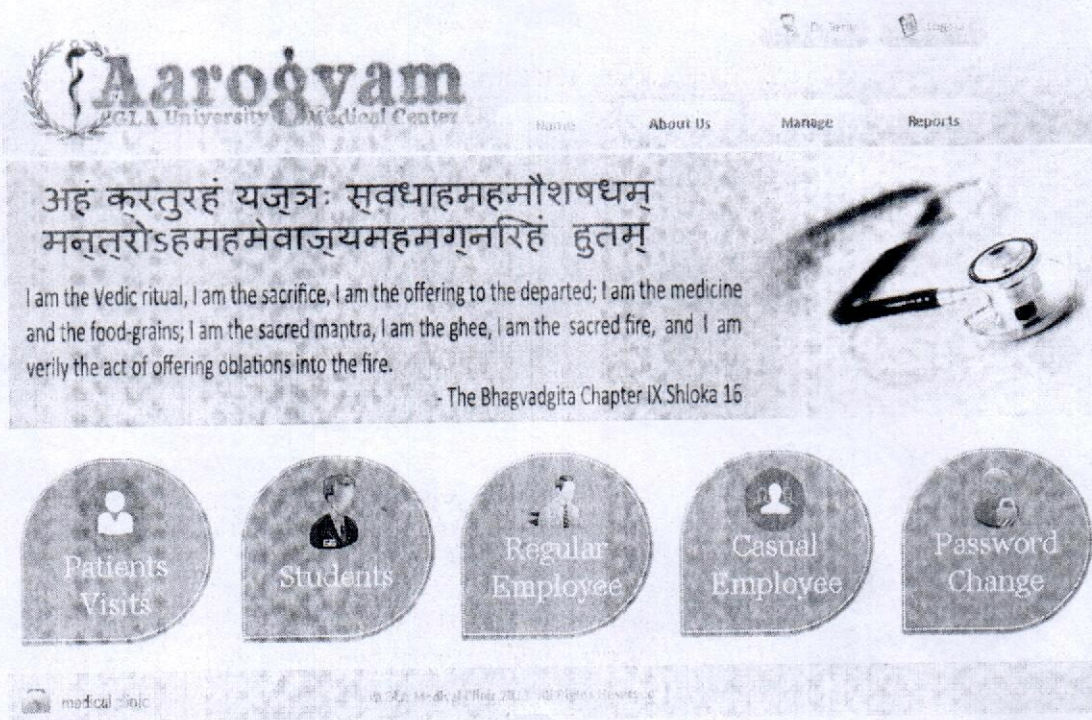 Logout
Aarogyam
GLA University Medical Center
Home About Us Manage Reports
अहं क्रतुरहं यज्ञः स्वधाहमहमौशषधम्
मन्त्रोऽहमहमेवाज्यमहमग्नरिहं हुतम्
I am the Vedic ritual, I am the sacrifice, I am the offering to the departed; I am the medicine
and the food-grains; I am the sacred mantra, I am the ghee, I am the sacred fire, and I am
verily the act of offering oblations into the fire.
- The Bhagvadgita Chapter IX Shloka 16
Patients
Visits
Students
Regular
Employee
Casual
Employee
Password
Change
medical clinic